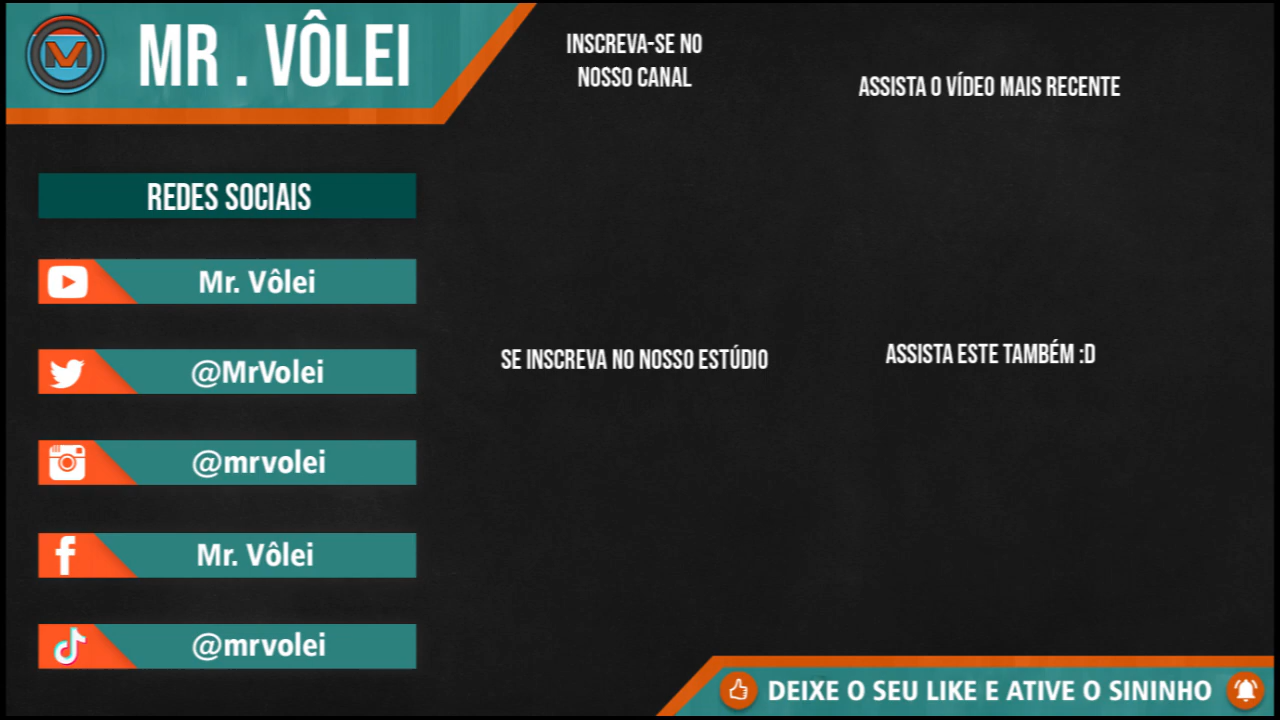 MR . VÔLEI
INSCREVA-SE NO
NOSSO CANAL
ASSISTA O VÍDEO MAIS RECENTE
REDES SOCIAIS
Mr. Vôlei
@MrVolei
@mrvolei
Mr. Vôlei
@mrvolei
SE INSCREVA NO NOSSO ESTÚDIO
ASSISTA ESTE TAMBÉM :D
DEIXE O SEU LIKE E ATIVE O SININHO